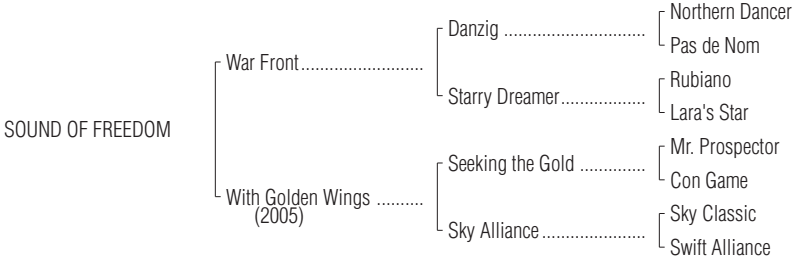 Northern Dancer
Danzig ..............................
Pas de Nom
War Front..........................
Rubiano
Starry Dreamer..................
Lara's Star
SOUND OF FREEDOM
Mr. Prospector
Seeking the Gold ..............
Con Game
With Golden Wings ..........
(2005)
Sky Classic
Sky Alliance......................
Swift Alliance